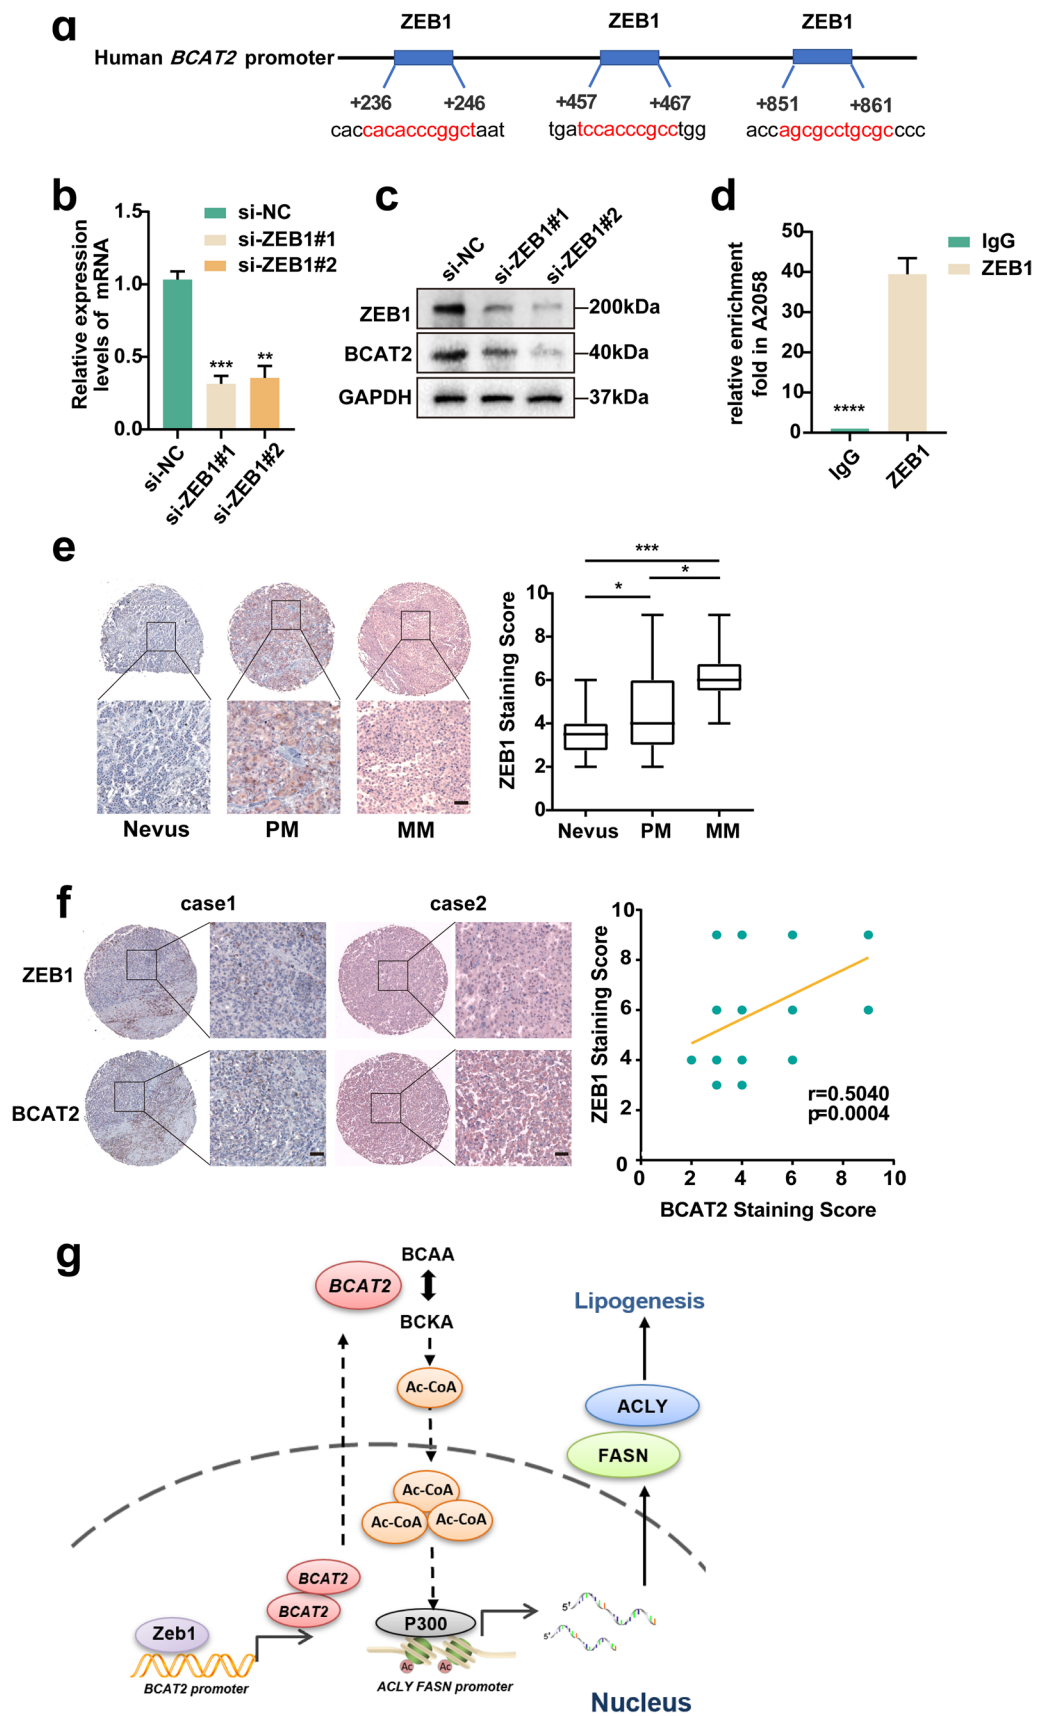 a
ZEB1 ZEB1 ZEB1
Human BCAT2 promoter
+236 +246 +457 +467 +851 +861
caccacacccggctaat tgatccacccgcctgg accagcgcctgcgcccc
b
Relative expression
levels of mRNA
1.5
1.0
0.5
0.0
si-NC
si-ZEB1#1
si-ZEB1#2
***
**
si-NC
si-ZEB1#1
si-ZEB1#2
c
si-NC
si-ZEB1#1
si-ZEB1#2
ZEB1 200kDa
BCAT2 40kDa
GAPDH 37kDa
d
relative enrichment
fold in A2058
50
40
30
20
10
0
IgG
ZEB1
****
IgG
ZEB1
e
Nevus PM MM
ZEB1 Staining Score
10
8
6
4
2
0
***
*
*
Nevus PM MM
f
case1 case2
ZEB1
BCAT2
ZEB1 Staining Score
10
8
6
4
2
0
r=0.5040
p=0.0004
0 2 4 6 8 10
BCAT2 Staining Score
g
BCAA
BCAT2
BCKA
Ac-CoA
Lipogenesis
ACLY
FASN
Ac-CoA
Ac-CoA Ac-CoA
BCAT2
BCAT2
Zeb1
BCAT2 promoter
P300
Ac Ac
ACLY FASN promoter
5'
5'
Nucleus